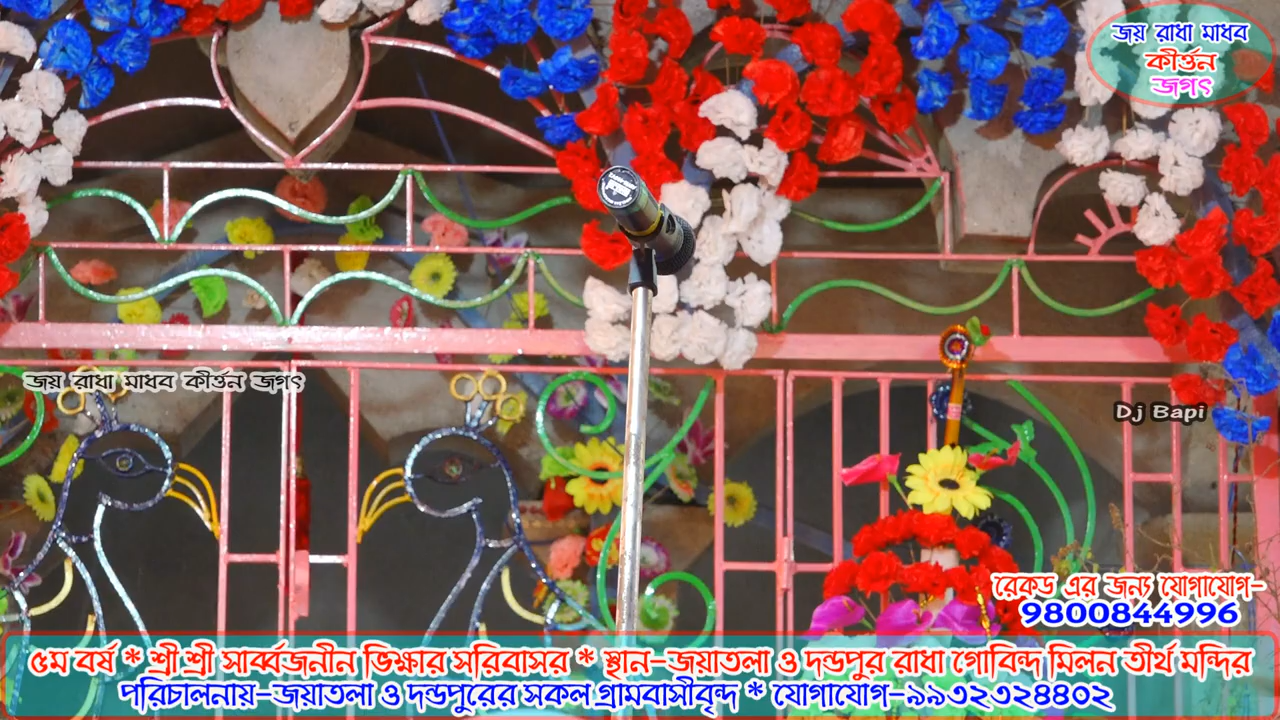 জয় রাধা মাধব
কীর্ত্তন
জগৎ
জয় রাধা মাধব কীর্ত্তন জগৎ
Dj Bapi
রেকড এর জন্য যোগাযোগ-
9800844996
৫ম বর্ষ * শ্রী শ্রী সার্ব্বজনীন ভিক্ষার সরিবাসর * স্থান-জয়াতলা ও দন্ডপুর রাধা গোবিন্দ মিলন তীর্থ মন্দির
পরিচালনায়-জয়াতলা ও দন্ডপুরের সকল গ্রামবাসীবৃন্দ * যোগাযোগ-৯৯৩২৩২৪৪০২